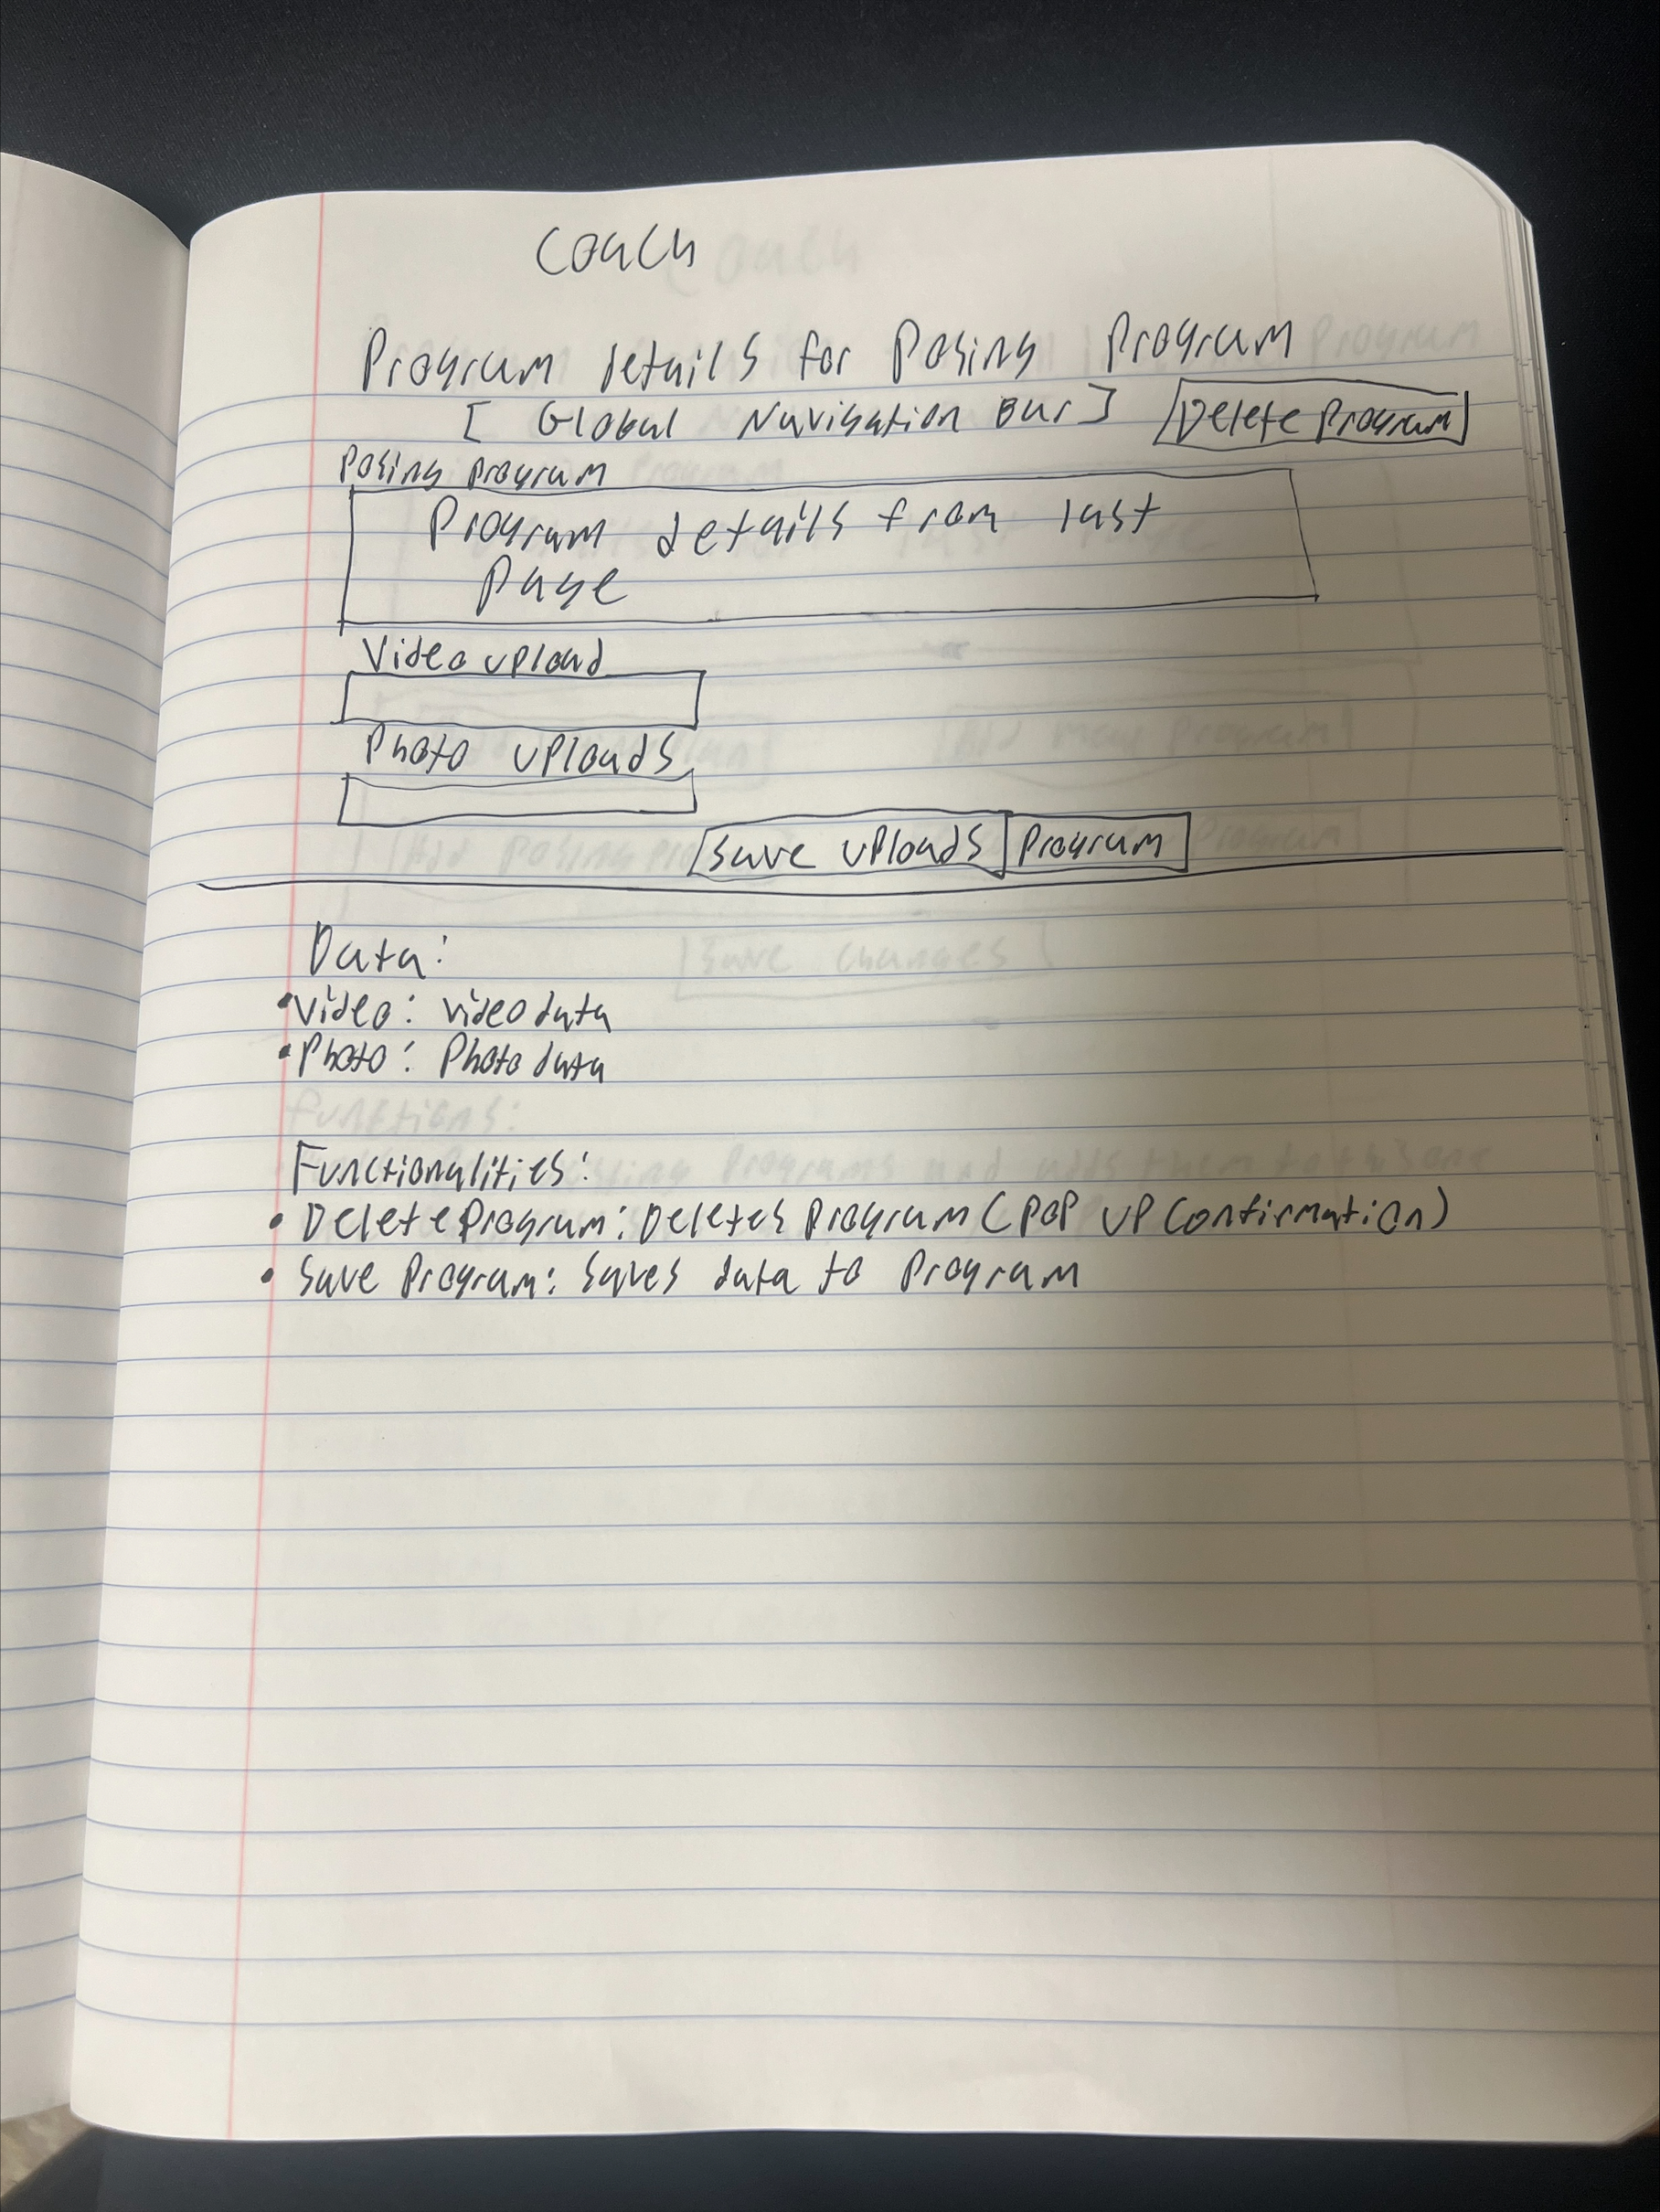 Coach
Program details for Posing Program
[ Global Navigation Bar ] Delete Program
Posing Program
Program details from last
Page
Video upload
Photo uploads
Save uploads Program
Data:
• Video: video data
• Photo: Photo data
Functions:
Functionalities:
• Delete Program: Deletes Program (Pop up Confirmation)
• Save Program: Saves data to Program